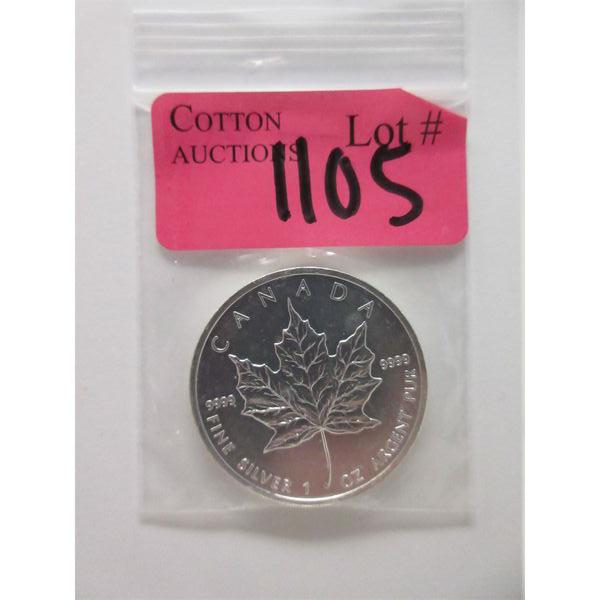 COTTON Lot #
AUCTIONS
1105
CANADA
9999 9999
FINE SILVER 1 OZ ARGENT PUR